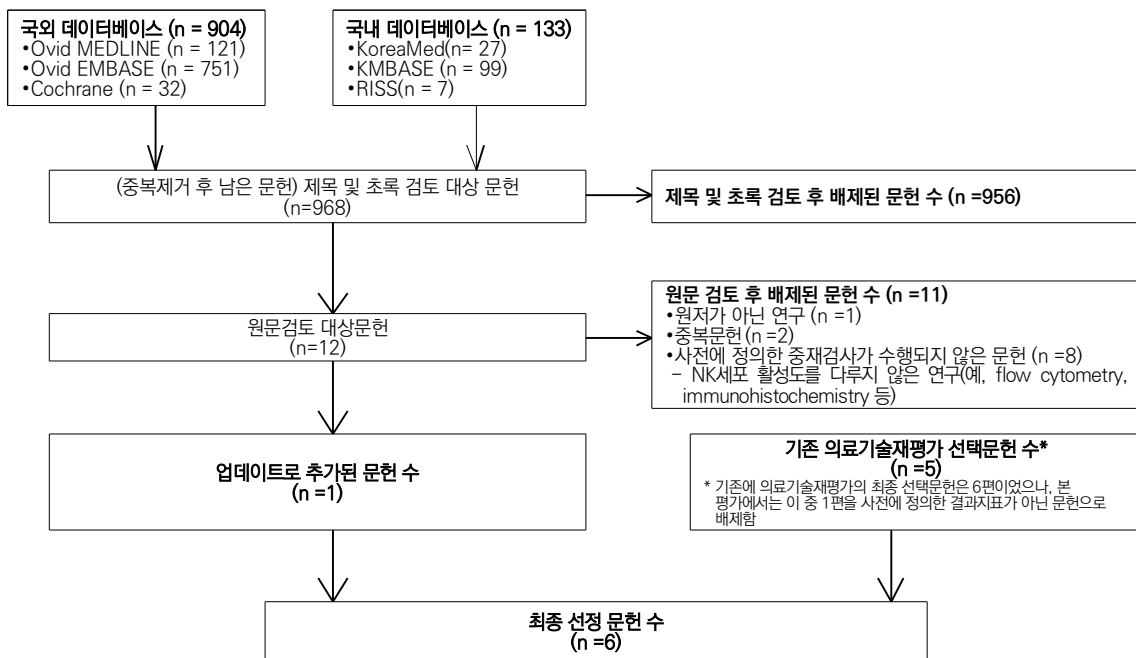 국외 데이터베이스 (n = 904)
•Ovid MEDLINE (n = 121)
•Ovid EMBASE (n = 751)
•Cochrane (n = 32)
국내 데이터베이스 (n = 133)
•KoreaMed(n= 27)
•KMBASE (n = 99)
•RISS(n = 7)
(중복제거 후 남은 문헌) 제목 및 초록 검토 대상 문헌
(n=968)
제목 및 초록 검토 후 배제된 문헌 수 (n =956)
원문검토 대상문헌
(n=12)
원문 검토 후 배제된 문헌 수 (n =11)
•원저가 아닌 연구 (n =1)
•중복문헌 (n =2)
•사전에 정의한 중재검사가 수행되지 않은 문헌 (n =8)
– NK세포 활성도를 다루지 않은 연구(예, flow cytometry,
immunohistochemistry 등)
업데이트로 추가된 문헌 수
(n =1)
기존 의료기술재평가 선택문헌 수*
(n =5)
* 기존에 의료기술재평가의 최종 선택문헌은 6편이었으나, 본
평가에서는 이 중 1편을 사전에 정의한 결과지표가 아닌 문헌으로
배제함
최종 선정 문헌 수
(n =6)